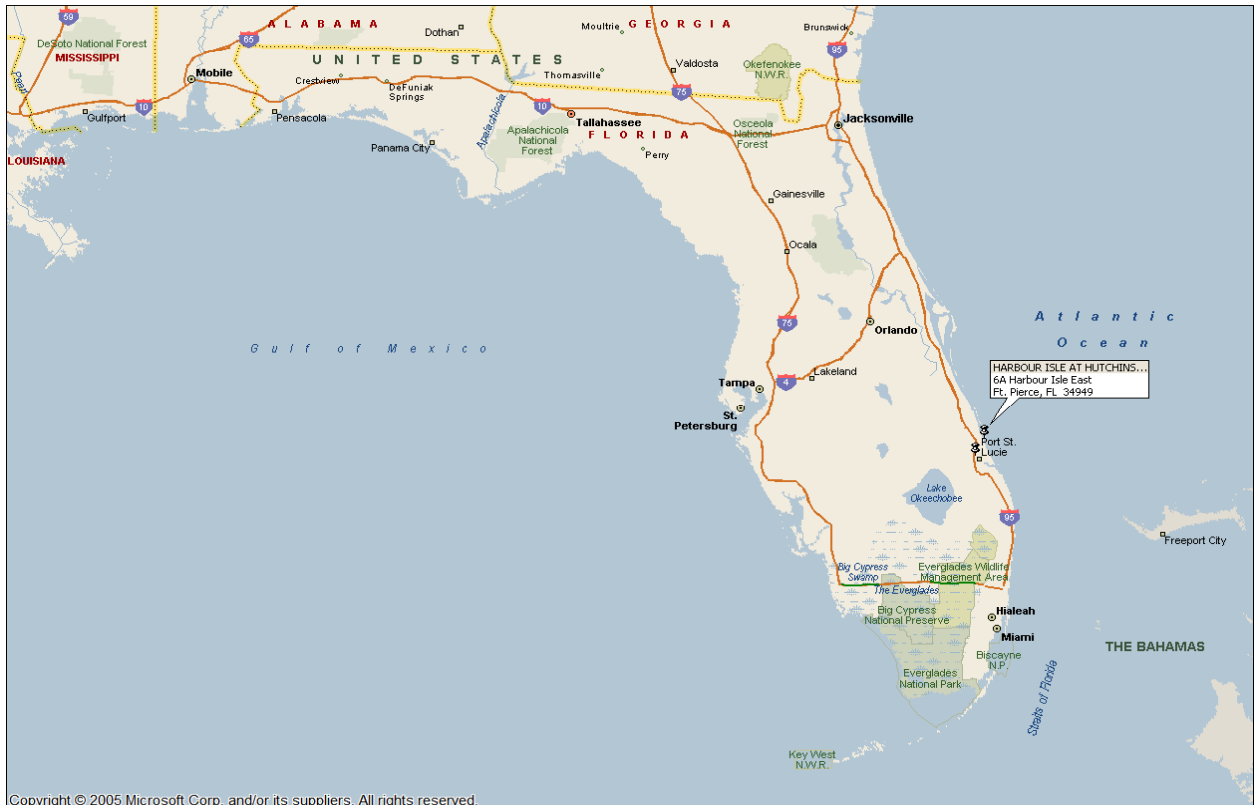 59
ALABAMA
Moultrie
GEORGIA
Brunswick
Dothan
65
95
DeSoto National Forest
MISSISSIPPI
UNITED STATES
Valdosta
Okefenokee
N.W.R.
Mobile
Crestview
Thomasville
DeFuniak
Springs
Pearl
75
10
Gulfport
Pensacola
Apalachicola
10
Tallahassee
Jacksonville
Osceola
National
Forest
Apalachicola
National
Forest
FLORIDA
Panama City
Perry
LOUISIANA
Gainesville
Ocala
75
Orlando
Atlantic
Ocean
Gulf of Mexico
HARBOUR ISLE AT HUTCHINS...
6A Harbour Isle East
Ft. Pierce, FL 34949
Lakeland
4
Tampa
St.
Petersburg
Port St.
Lucie
Lake
Okeechobee
95
Freeport City
Big Cypress
Swamp
Everglades Wildlife
Management Area
The Everglades
Big Cypress
National Preserve
Hialeah
Miami
THE BAHAMAS
Biscayne
N.P.
Everglades
National Park
Straits of Florida
Key West
N.W.R.
Copyright © 2005 Microsoft Corp. and/or its suppliers. All rights reserved.